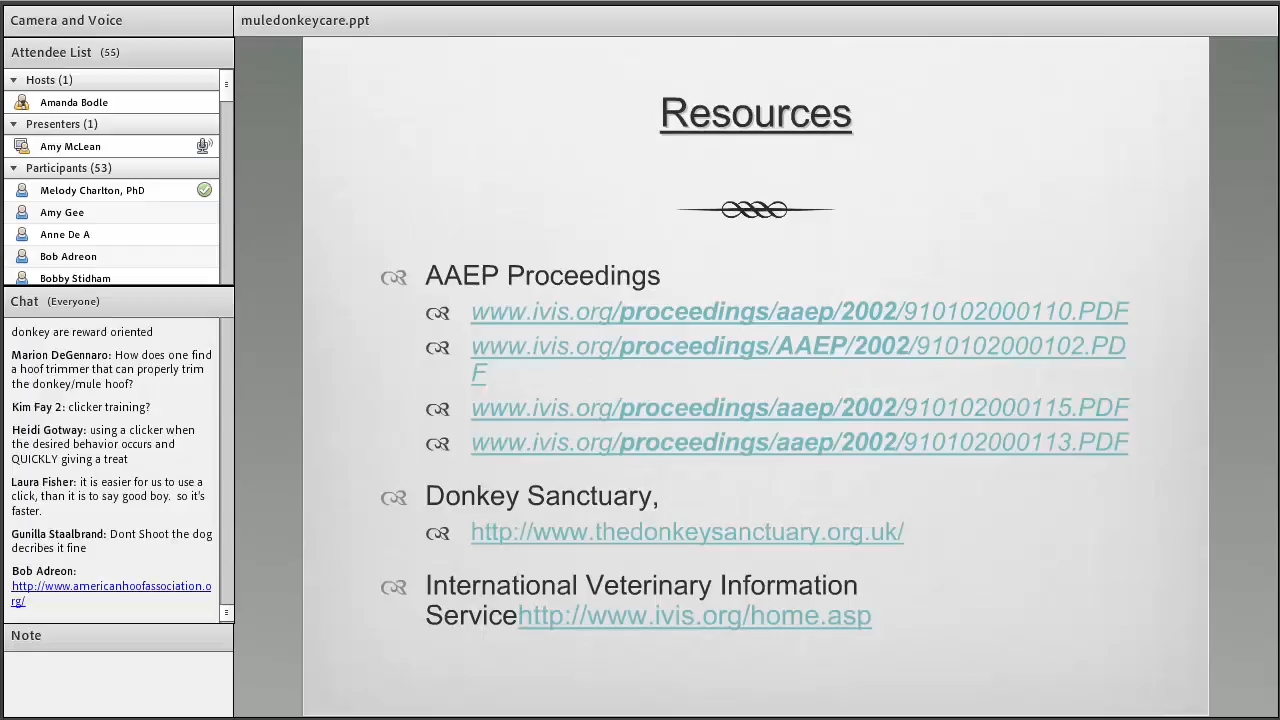 Camera and Voice
muledonkeycare.ppt
Attendee List (55)
Hosts (1)
Amanda Bodle
Presenters (1)
Amy McLean
Participants (53)
Melody Charlton, PhD
Amy Gee
Anne De A
Bob Adreon
Bobby Stidham
Chat (Everyone)
donkey are reward oriented
Marion DeGennaro: How does one find
a hoof trimmer that can properly trim
the donkey/mule hoof?
Kim Fay 2: clicker training?
Heidi Gotway: using a clicker when
the desired behavior occurs and
QUICKLY giving a treat
Laura Fisher: it is easier for us to use a
click, than it is to say good boy. so it's
faster.
Gunilla Staalbrand: Dont Shoot the dog
decribes it fine
Bob Adreon:
http://www.americanhoofassociation.o
rg/
Note
Resources
AAEP Proceedings
www.ivis.org/proceedings/aaep/2002/910102000110.PDF
www.ivis.org/proceedings/AAEP/2002/910102000102.PD
F
www.ivis.org/proceedings/aaep/2002/910102000115.PDF
www.ivis.org/proceedings/aaep/2002/910102000113.PDF
Donkey Sanctuary,
http://www.thedonkeysanctuary.org.uk/
International Veterinary Information
Servicehttp://www.ivis.org/home.asp